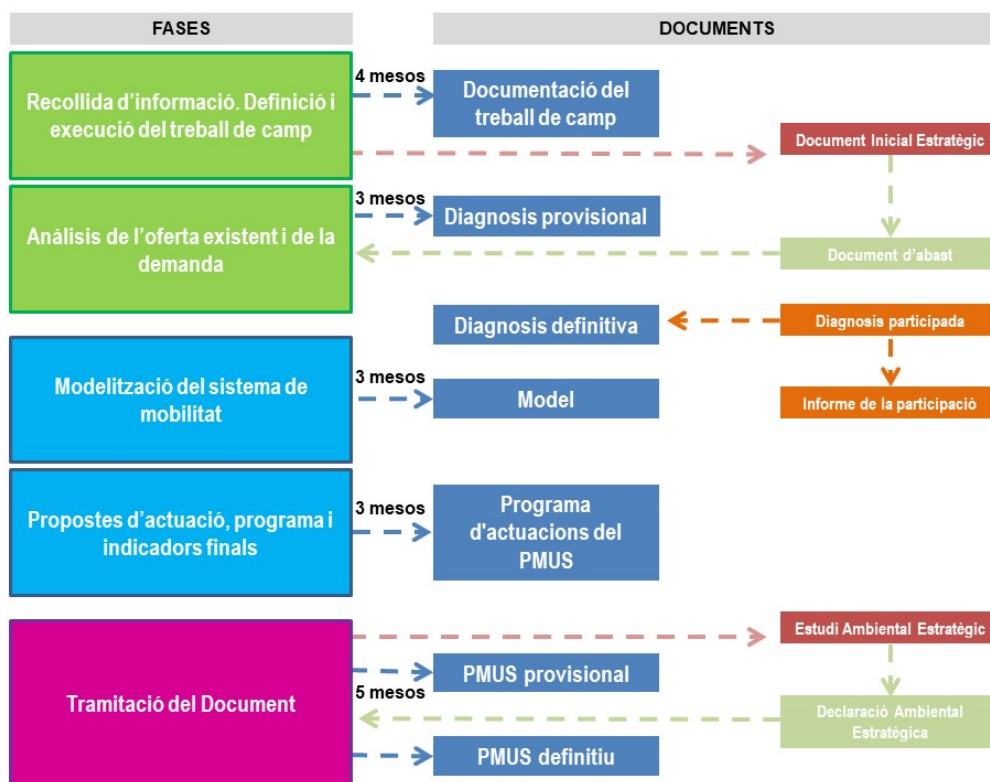 FASES
DOCUMENTS
4 mesos
Recollida d'informació. Definició i
execució del treball de camp
Documentació del
treball de camp
Document Inicial Estratègic
3 mesos
Anàlisis de l'oferta existent i de la
demanda
Diagnosis provisional
Document d'abast
Diagnosis definitiva
Diagnosis participada
3 mesos
Modelització del sistema de
mobilitat
Model
Informe de la participació
3 mesos
Propostes d'actuació, programa i
indicadors finals
Programa
d'actuacions del
PMUS
Estudi Ambiental Estratègic
PMUS provisional
5 mesos
Tramitació del Document
Declaració Ambiental
Estratègica
PMUS definitiu